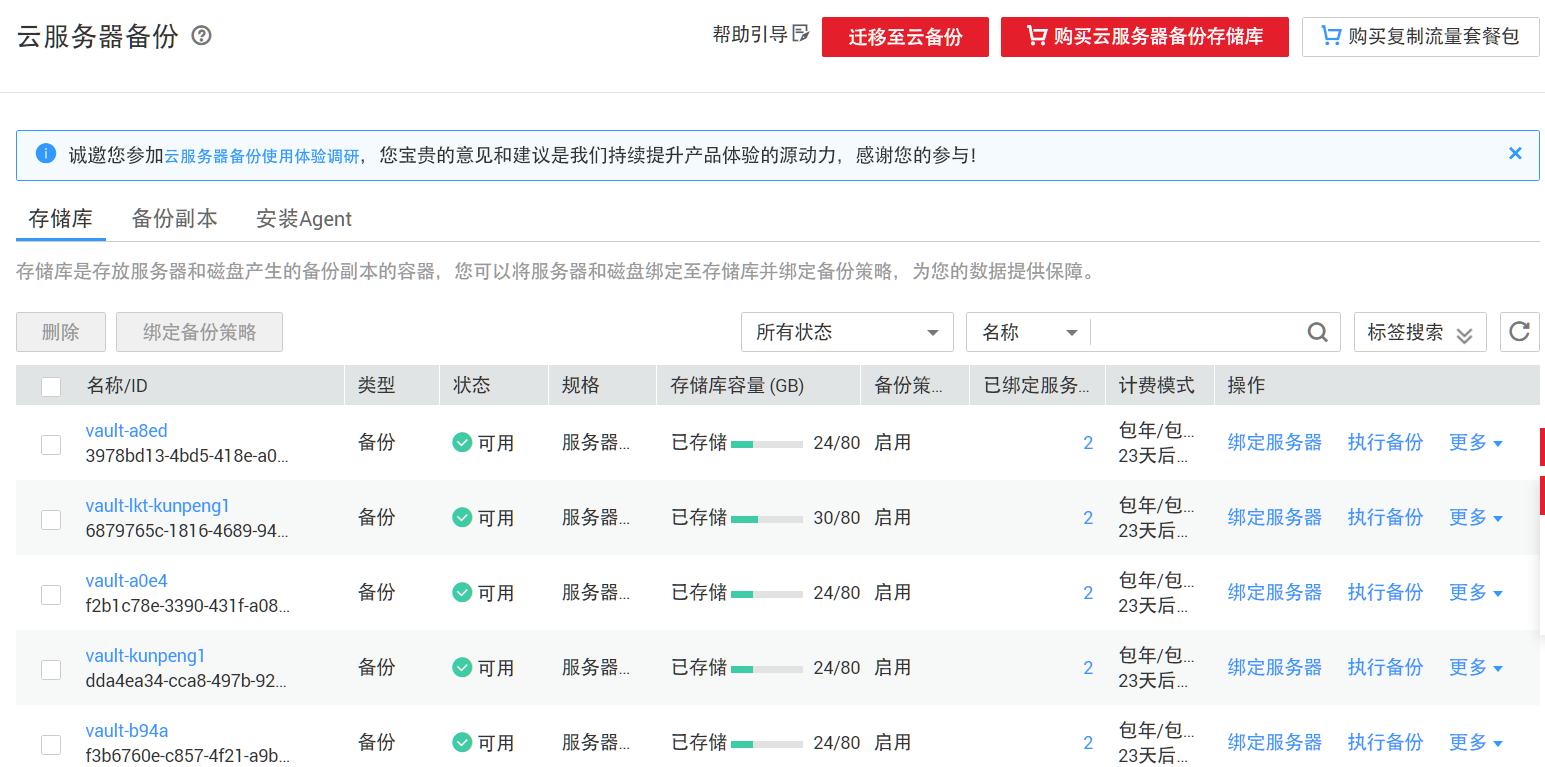 云服务器备份
帮助引导 迁移至云备份 购买云服务器备份存储库 购买复制流量套餐包
诚邀您参加云服务器备份使用体验调研，您宝贵的意见和建议是我们持续提升产品体验的源动力，感谢您的参与！
存储库 备份副本 安装Agent
存储库是存放服务器和磁盘产生的备份副本的容器，您可以将服务器和磁盘绑定至存储库并绑定备份策略，为您的数据提供保障。
删除 绑定备份策略 所有状态 名称 标签搜索
名称/ID 类型 状态 规格 存储库容量 (GB) 备份策... 已绑定服务... 计费模式 操作
vault-a8ed 备份 可用 服务器... 已存储 24/80 启用 2 包年/包... 绑定服务器 执行备份 更多
3978bd13-4bd5-418e-a0... 23天后...
vault-lkt-kunpeng1 备份 可用 服务器... 已存储 30/80 启用 2 包年/包... 绑定服务器 执行备份 更多
6879765c-1816-4689-94... 23天后...
vault-a0e4 备份 可用 服务器... 已存储 24/80 启用 2 包年/包... 绑定服务器 执行备份 更多
f2b1c78e-3390-431f-a08... 23天后...
vault-kunpeng1 备份 可用 服务器... 已存储 24/80 启用 2 包年/包... 绑定服务器 执行备份 更多
dda4ea34-cca8-497b-92... 23天后...
vault-b94a 备份 可用 服务器... 已存储 24/80 启用 2 包年/包... 绑定服务器 执行备份 更多
f3b6760e-c857-4f21-a9b... 23天后...